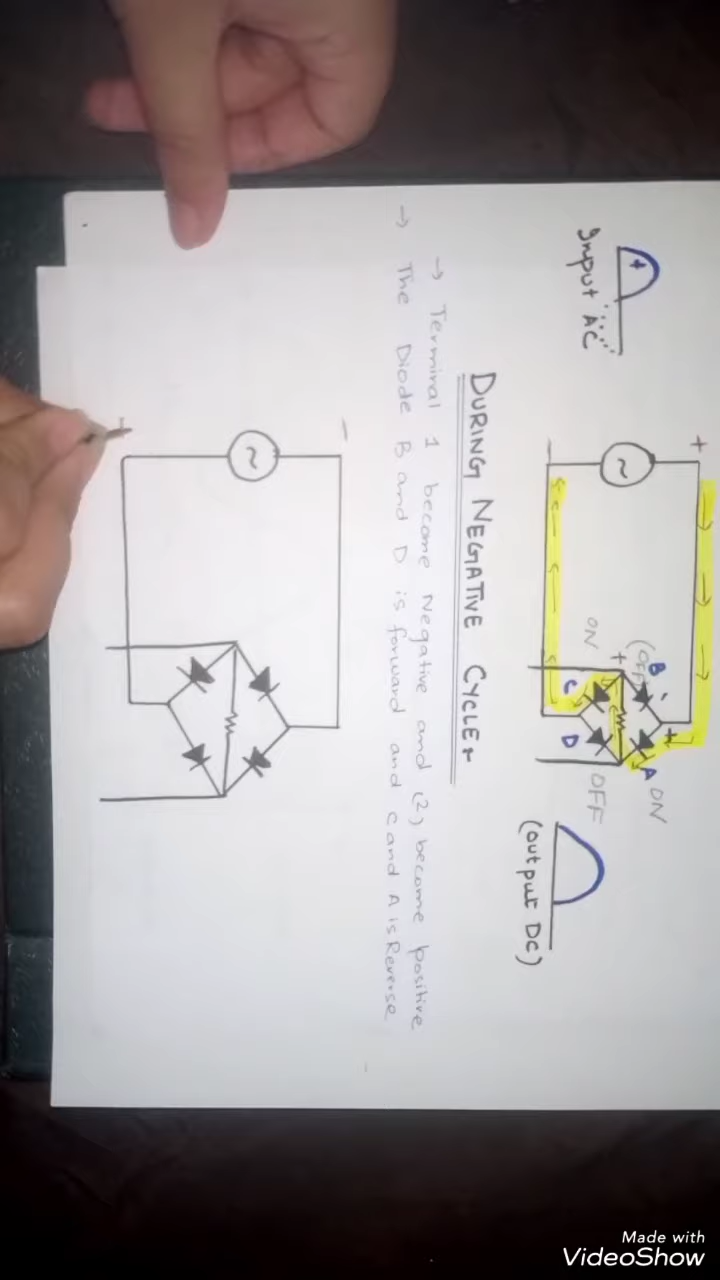 +
Input "AC"
+
-
B
(OFF)
+
A
ON
ON
+
C
D
OFF
(output DC)
DURING NEGATIVE CYCLE
→ Terminal 1 become Negative and (2) become positive
→ The Diode B and D is forward and C and A is Reverse
-
+
Made with
VideoShow